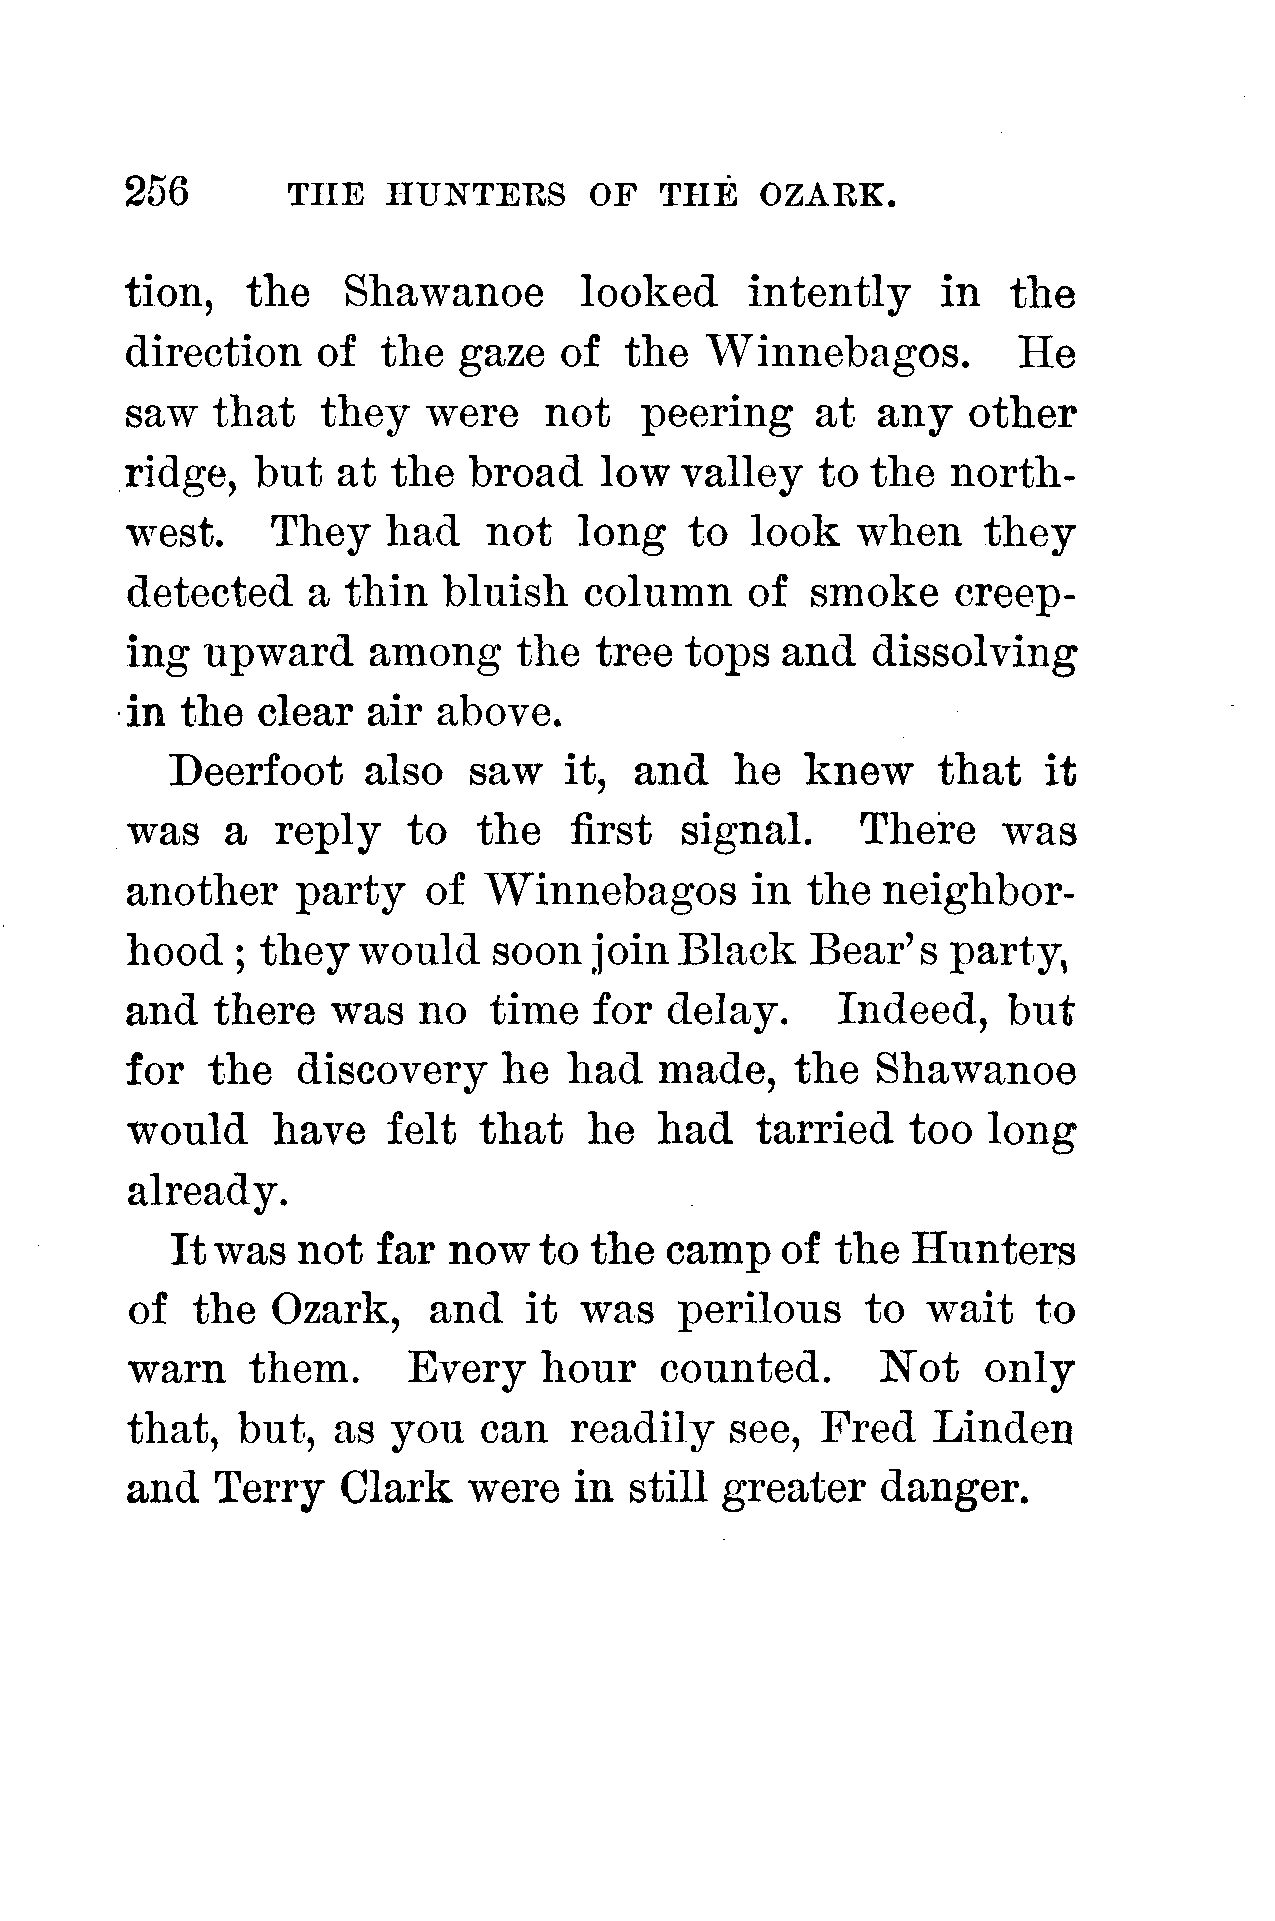 256 THE HUNTERS OF THE OZARK.
tion, the Shawanoe looked intently in the
direction of the gaze of the Winnebagos. He
saw that they were not peering at any other
ridge, but at the broad low valley to the north-
west. They had not long to look when they
detected a thin bluish column of smoke creep-
ing upward among the tree tops and dissolving
in the clear air above.
Deerfoot also saw it, and he knew that it
was a reply to the first signal. There was
another party of Winnebagos in the neighbor-
hood ; they would soon join Black Bear's party,
and there was no time for delay. Indeed, but
for the discovery he had made, the Shawanoe
would have felt that he had tarried too long
already.
It was not far now to the camp of the Hunters
of the Ozark, and it was perilous to wait to
warn them. Every hour counted. Not only
that, but, as you can readily see, Fred Linden
and Terry Clark were in still greater danger.